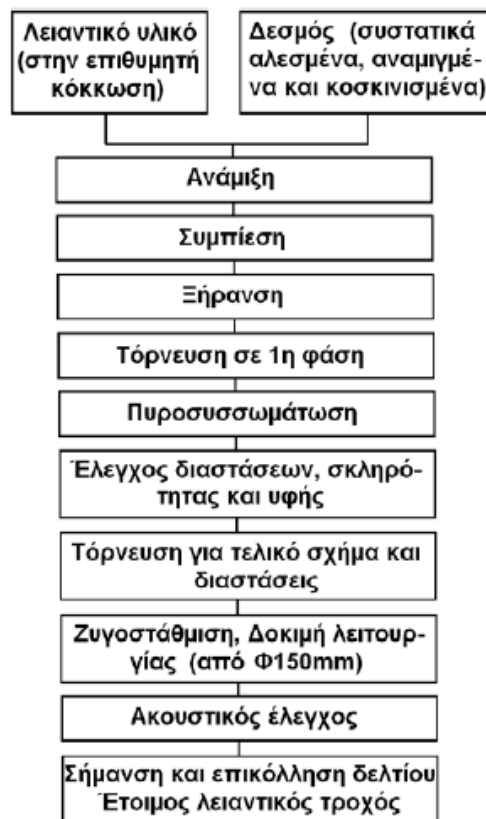 Λειαντικό υλικό
(στην επιθυμητή
κόκκωση)
Δεσμός (συστατικά
αλεσμένα, αναμιγμέ-
να και κοσκινισμένα)
Ανάμιξη
Συμπίεση
Ξήρανση
Τόρνευση σε 1η φάση
Πυροσυσσωμάτωση
Έλεγχος διαστάσεων, σκληρό-
τητας και υφής
Τόρνευση για τελικό σχήμα και
διαστάσεις
Ζυγοστάθμιση, Δοκιμή λειτουρ-
γίας (από Φ150mm)
Ακουστικός έλεγχος
Σήμανση και επικόλληση δελτίου
Έτοιμος λειαντικός τροχός